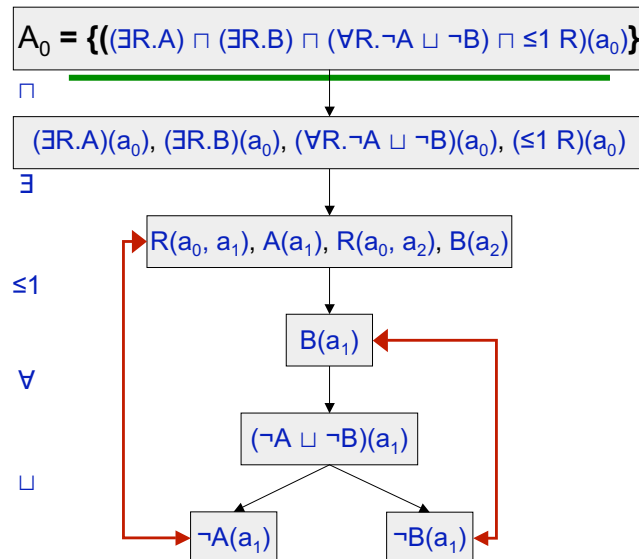 A₀ = {((∃R.A) ⊓ (∃R.B) ⊓ (∀R.¬A ⊔ ¬B) ⊓ ≤1 R)(a₀)}
⊓
(∃R.A)(a₀), (∃R.B)(a₀), (∀R.¬A ⊔ ¬B)(a₀), (≤1 R)(a₀)
∃
R(a₀, a₁), A(a₁), R(a₀, a₂), B(a₂)
≤1
B(a₁)
∀
(¬A ⊔ ¬B)(a₁)
⊔
¬A(a₁) ¬B(a₁)